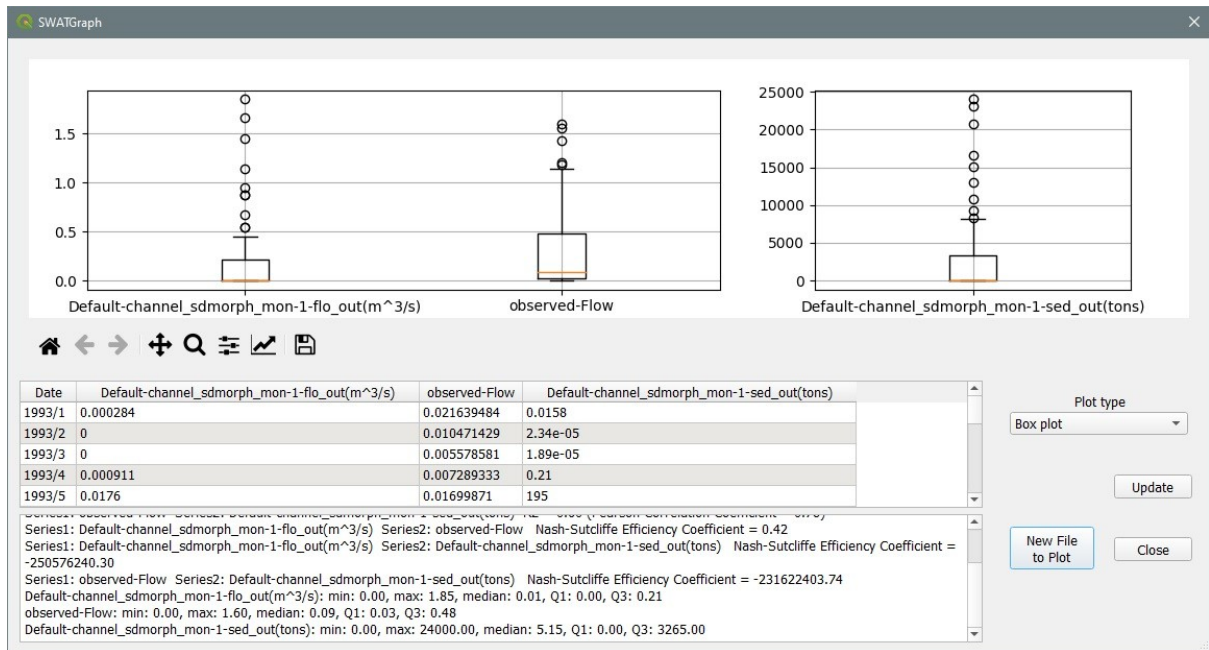 SWATGraph
25000
20000
15000
10000
5000
0
1.5
1.0
0.5
0.0
Default-channel_sdmorph_mon-1-flo_out(m^3/s)
observed-Flow
Default-channel_sdmorph_mon-1-sed_out(tons)
Date Default-channel_sdmorph_mon-1-flo_out(m^3/s) observed-Flow Default-channel_sdmorph_mon-1-sed_out(tons)
1993/1 0.000284 0.021639484 0.0158
1993/2 0 0.010471429 2.34e-05
1993/3 0 0.005578581 1.89e-05
1993/4 0.000911 0.007289333 0.21
1993/5 0.0176 0.01699871 195
Plot type
Box plot
Update
New File
to Plot
Close
Series1: Default-channel_sdmorph_mon-1-flo_out(m^3/s) Series2: observed-Flow Nash-Sutcliffe Efficiency Coefficient = 0.42
Series1: Default-channel_sdmorph_mon-1-flo_out(m^3/s) Series2: Default-channel_sdmorph_mon-1-sed_out(tons) Nash-Sutcliffe Efficiency Coefficient =
-250576240.30
Series1: observed-Flow Series2: Default-channel_sdmorph_mon-1-sed_out(tons) Nash-Sutcliffe Efficiency Coefficient = -231622403.74
Default-channel_sdmorph_mon-1-flo_out(m^3/s): min: 0.00, max: 1.85, median: 0.01, Q1: 0.00, Q3: 0.21
observed-Flow: min: 0.00, max: 1.60, median: 0.09, Q1: 0.03, Q3: 0.48
Default-channel_sdmorph_mon-1-sed_out(tons): min: 0.00, max: 24000.00, median: 5.15, Q1: 0.00, Q3: 3265.00